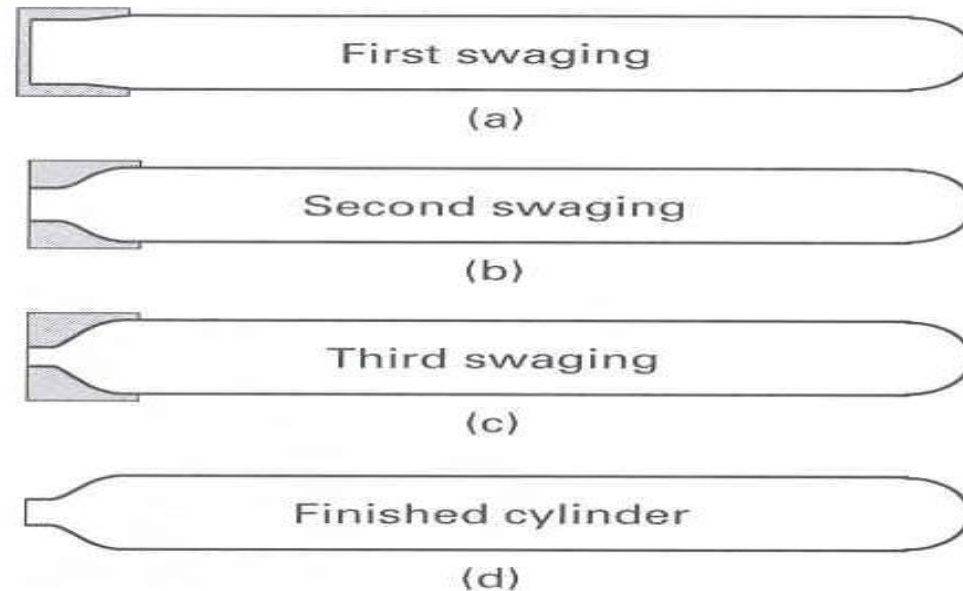 First swaging
(a)
Second swaging
(b)
Third swaging
(c)
Finished cylinder
(d)